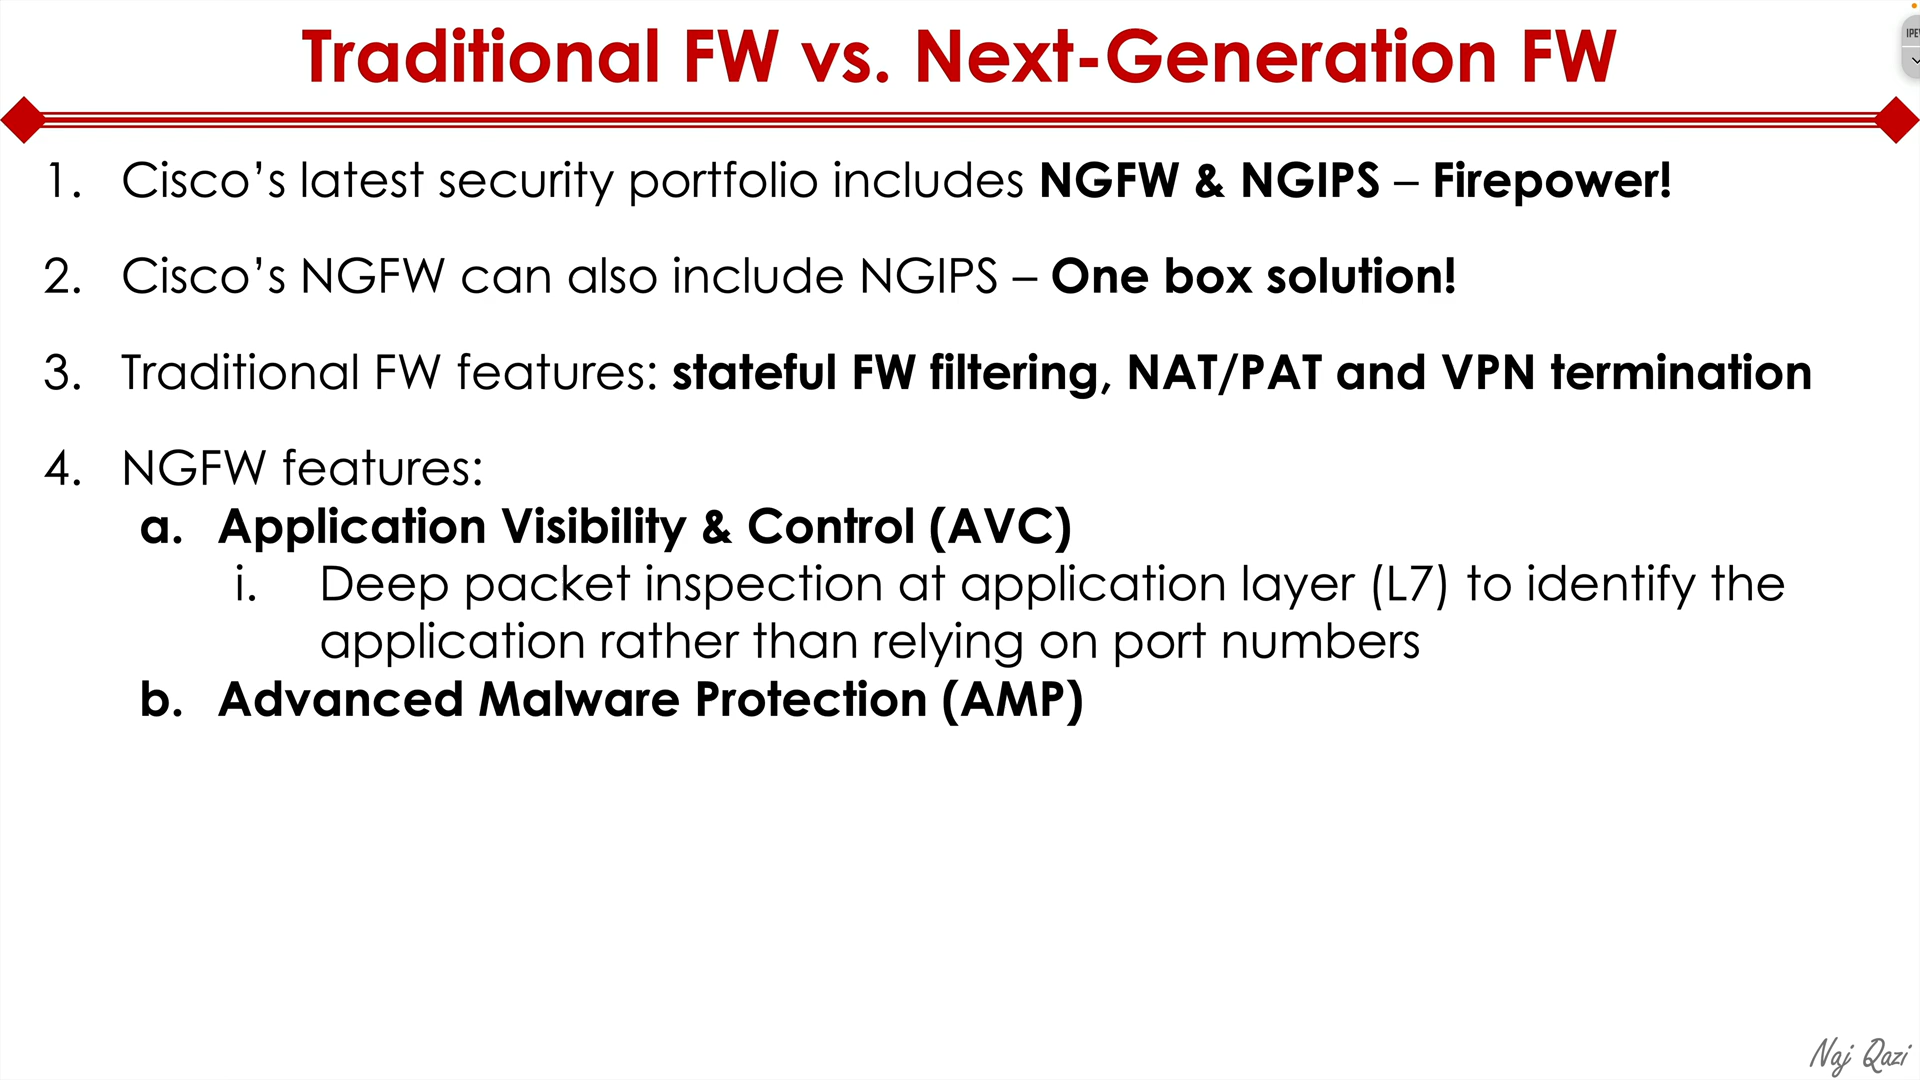 Traditional FW vs. Next-Generation FW
1. Cisco’s latest security portfolio includes NGFW & NGIPS – Firepower!
2. Cisco’s NGFW can also include NGIPS – One box solution!
3. Traditional FW features: stateful FW filtering, NAT/PAT and VPN termination
4. NGFW features:
a. Application Visibility & Control (AVC)
i. Deep packet inspection at application layer (L7) to identify the
application rather than relying on port numbers
b. Advanced Malware Protection (AMP)
Naj Qazi